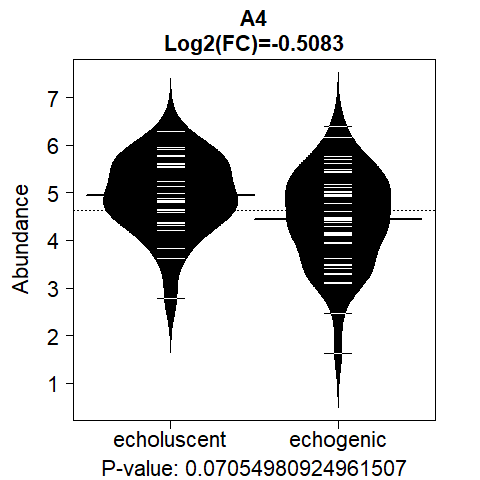 A4
Log2(FC)=-0.5083
Abundance
7
6
5
4
3
2
1
echoluscent echogenic
P-value: 0.07054980924961507